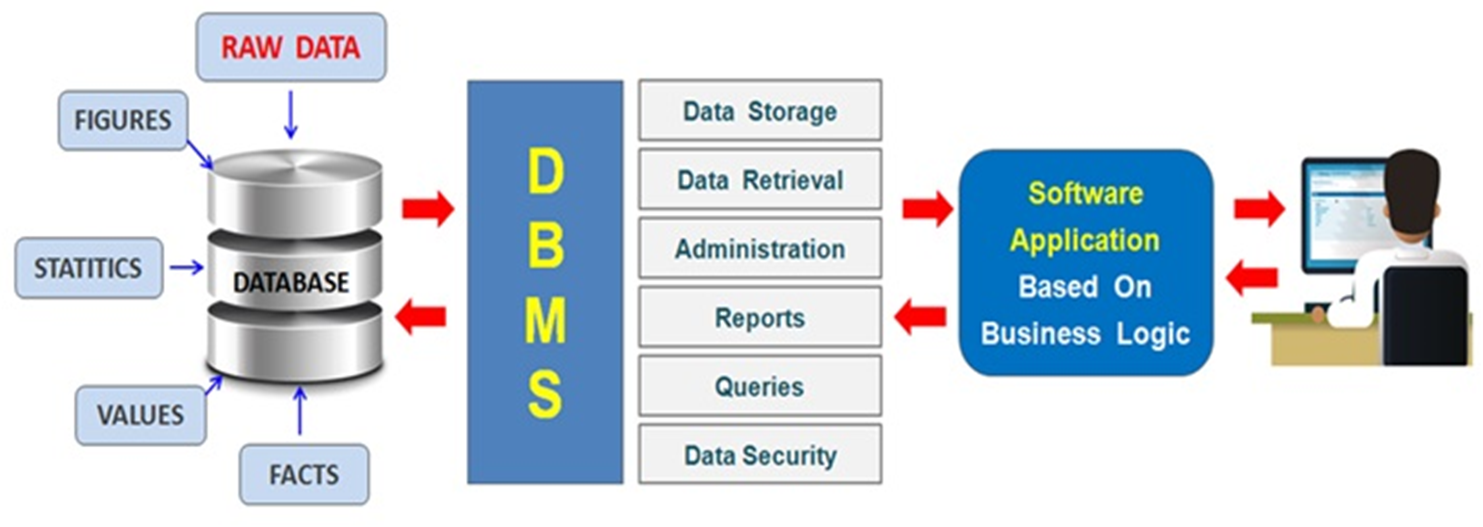 RAW DATA
FIGURES
STATITICS
DATABASE
VALUES
FACTS
D
B
M
S
Data Storage
Data Retrieval
Administration
Reports
Queries
Data Security
Software
Application
Based On
Business Logic